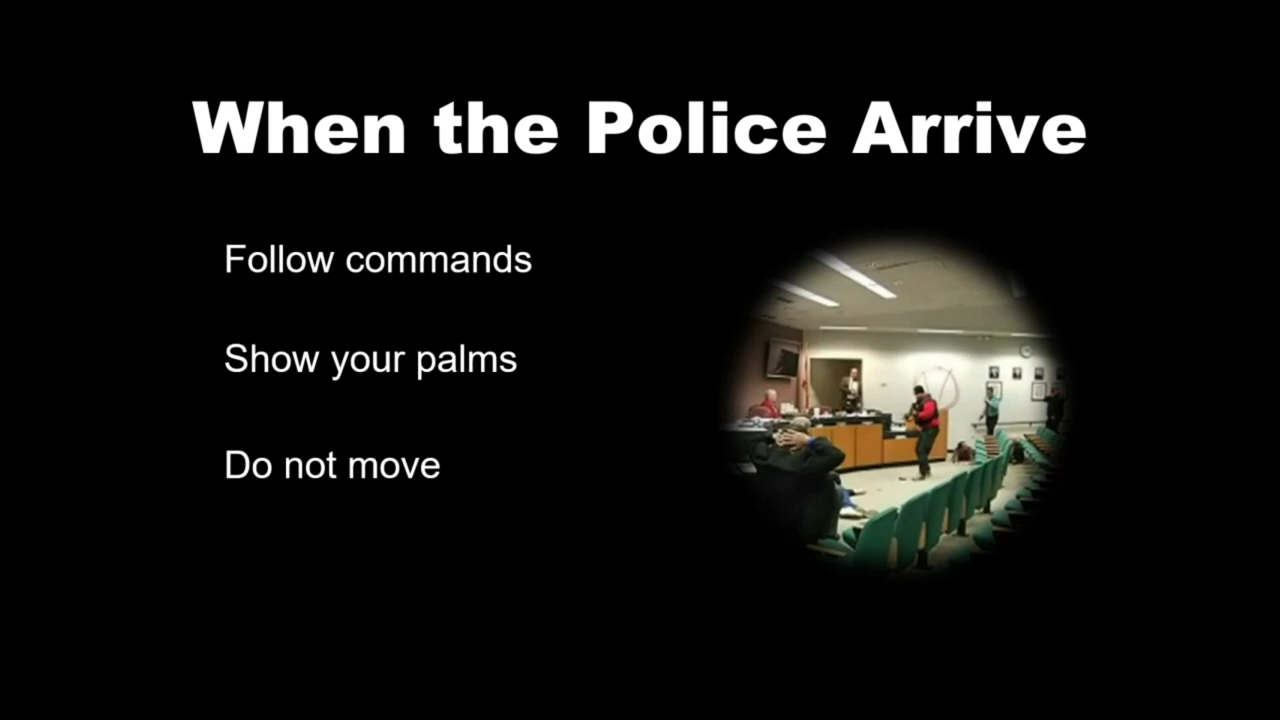 When the Police Arrive
Follow commands
Show your palms
Do not move